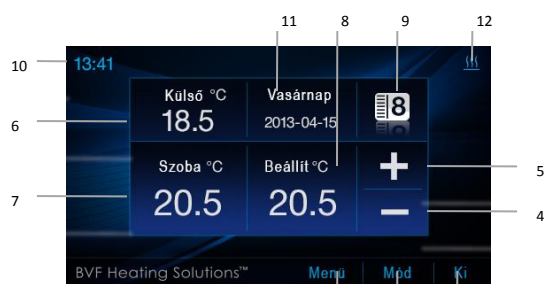 11 8 9 12
10 13:41
Külső °C Vasárnap 8
6 18.5 2013-04-15
Szoba °C Beállít °C + 5
7 20.5 20.5 − 4
BVF Heating Solutions™ Menü Mód Ki